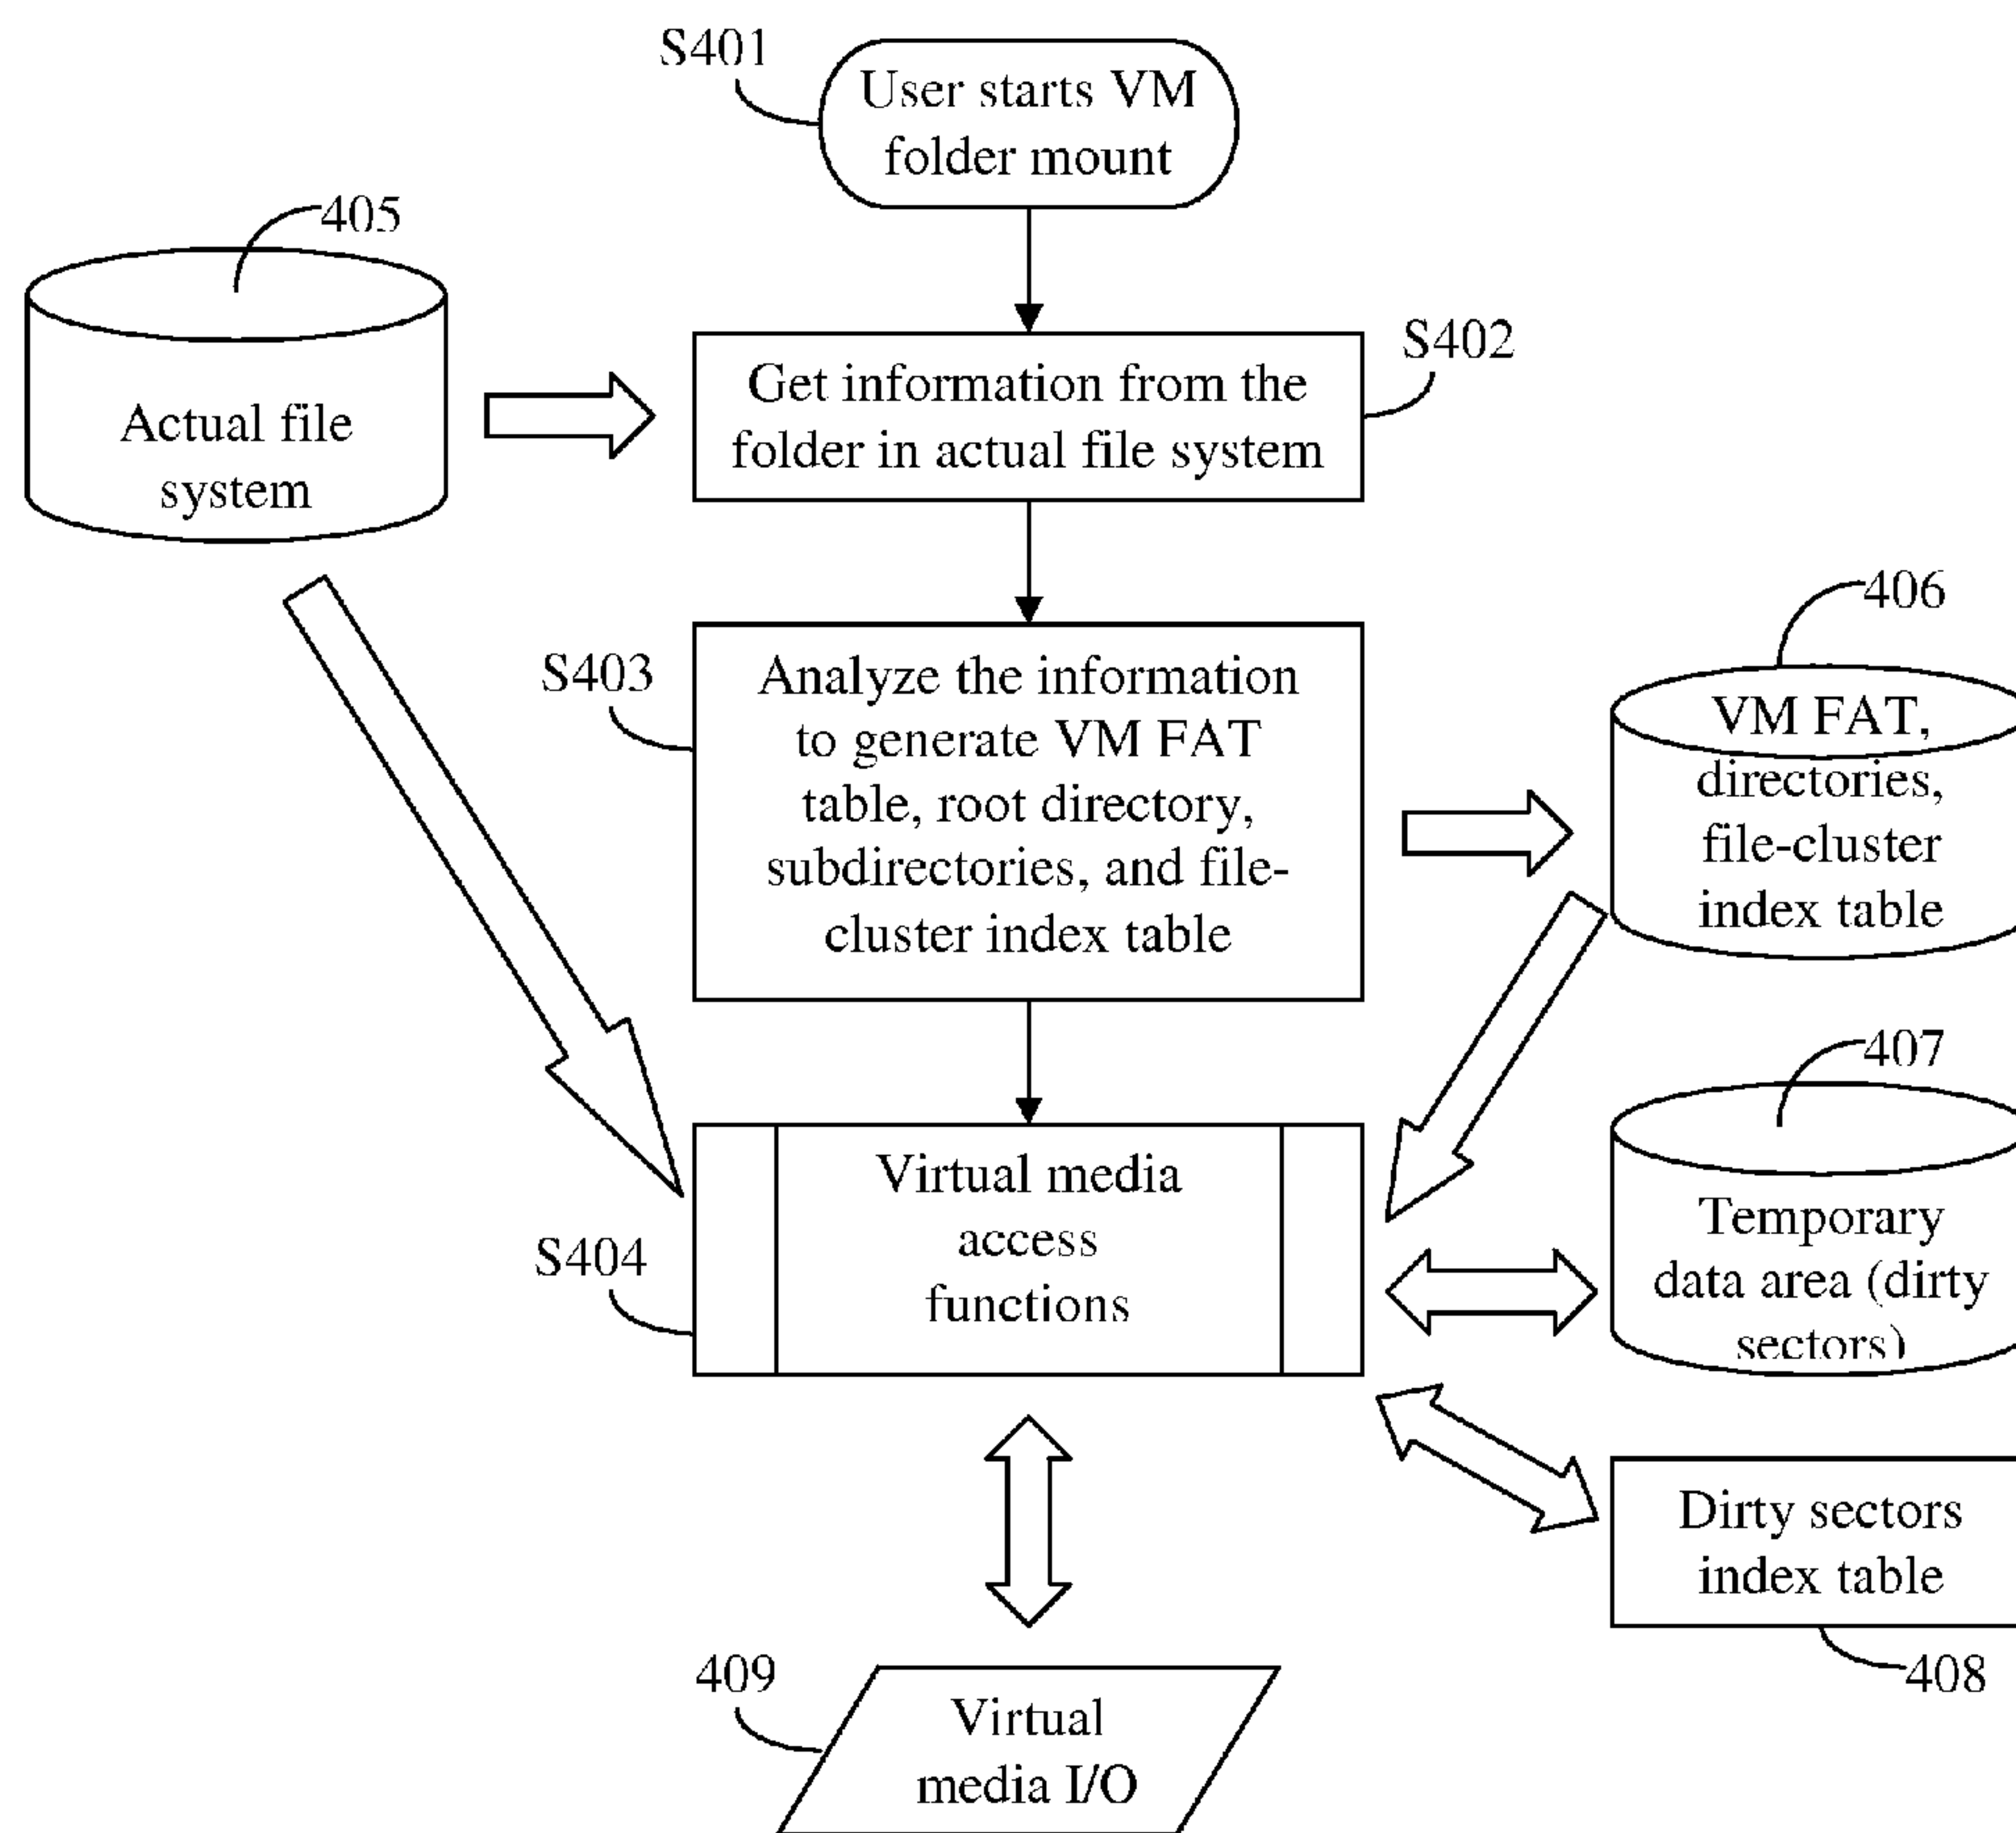 S401
User starts VM
folder mount
405
Actual file
system
S402
Get information from the
folder in actual file system
S403
Analyze the information
to generate VM FAT
table, root directory,
subdirectories, and file-
cluster index table
406
VM FAT,
directories,
file-cluster
index table
407
Temporary
data area (dirty
sectors)
S404
Virtual media
access
functions
Dirty sectors
index table
408
409
Virtual
media I/O